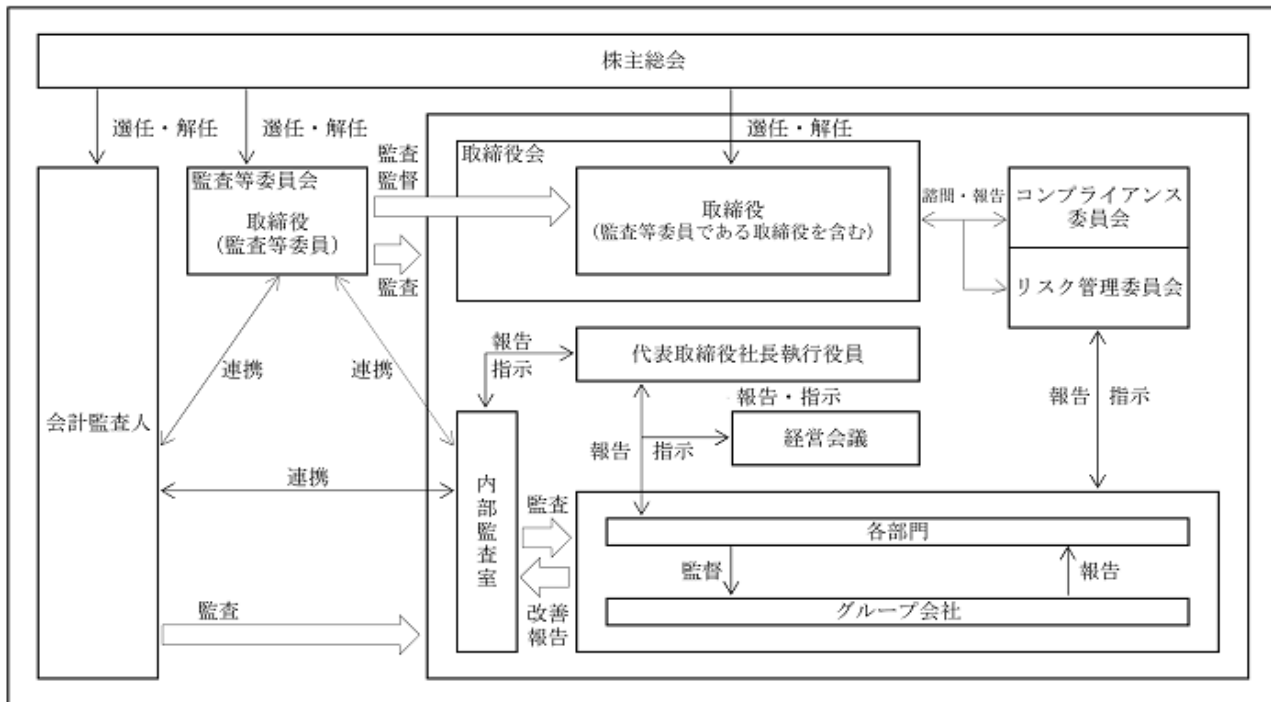 株主総会
選任・解任
選任・解任
選任・解任
監査
監督
取締役会
監査等委員会
取締役
(監査等委員)
取締役
(監査等委員である取締役を含む)
諮問・報告
コンプライアンス
委員会
リスク管理委員会
監査
報告
指示
代表取締役社長執行役員
連携
連携
報告・指示
報告
指示
会計監査人
報告
指示
経営会議
連携
内部監査室
監査
各部門
監督
報告
改善
報告
グループ会社
監査